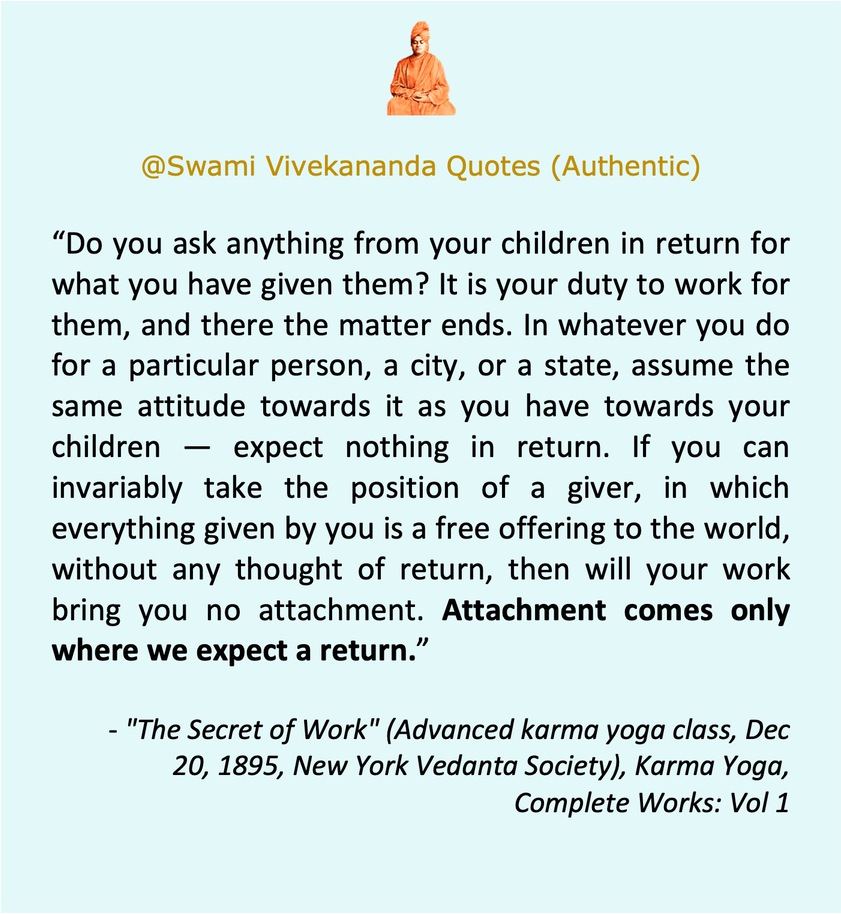 @Swami Vivekananda Quotes (Authentic)
“Do you ask anything from your children in return for
what you have given them? It is your duty to work for
them, and there the matter ends. In whatever you do
for a particular person, a city, or a state, assume the
same attitude towards it as you have towards your
children — expect nothing in return. If you can
invariably take the position of a giver, in which
everything given by you is a free offering to the world,
without any thought of return, then will your work
bring you no attachment. Attachment comes only
where we expect a return.”
- "The Secret of Work" (Advanced karma yoga class, Dec
20, 1895, New York Vedanta Society), Karma Yoga,
Complete Works: Vol 1